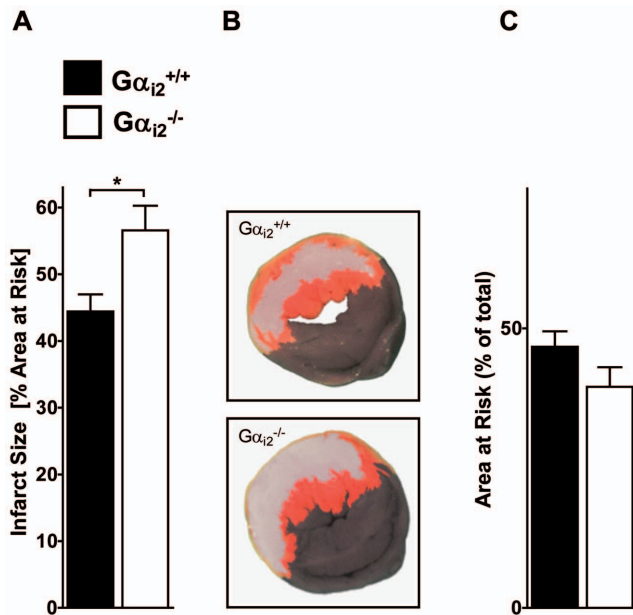 A
B
C
Gαi2+/+
Gαi2-/-
*
Infarct Size [% Area at Risk]
60
50
40
30
20
10
0
Gαi2+/+
Gαi2-/-
Area at Risk (% of total)
50
0